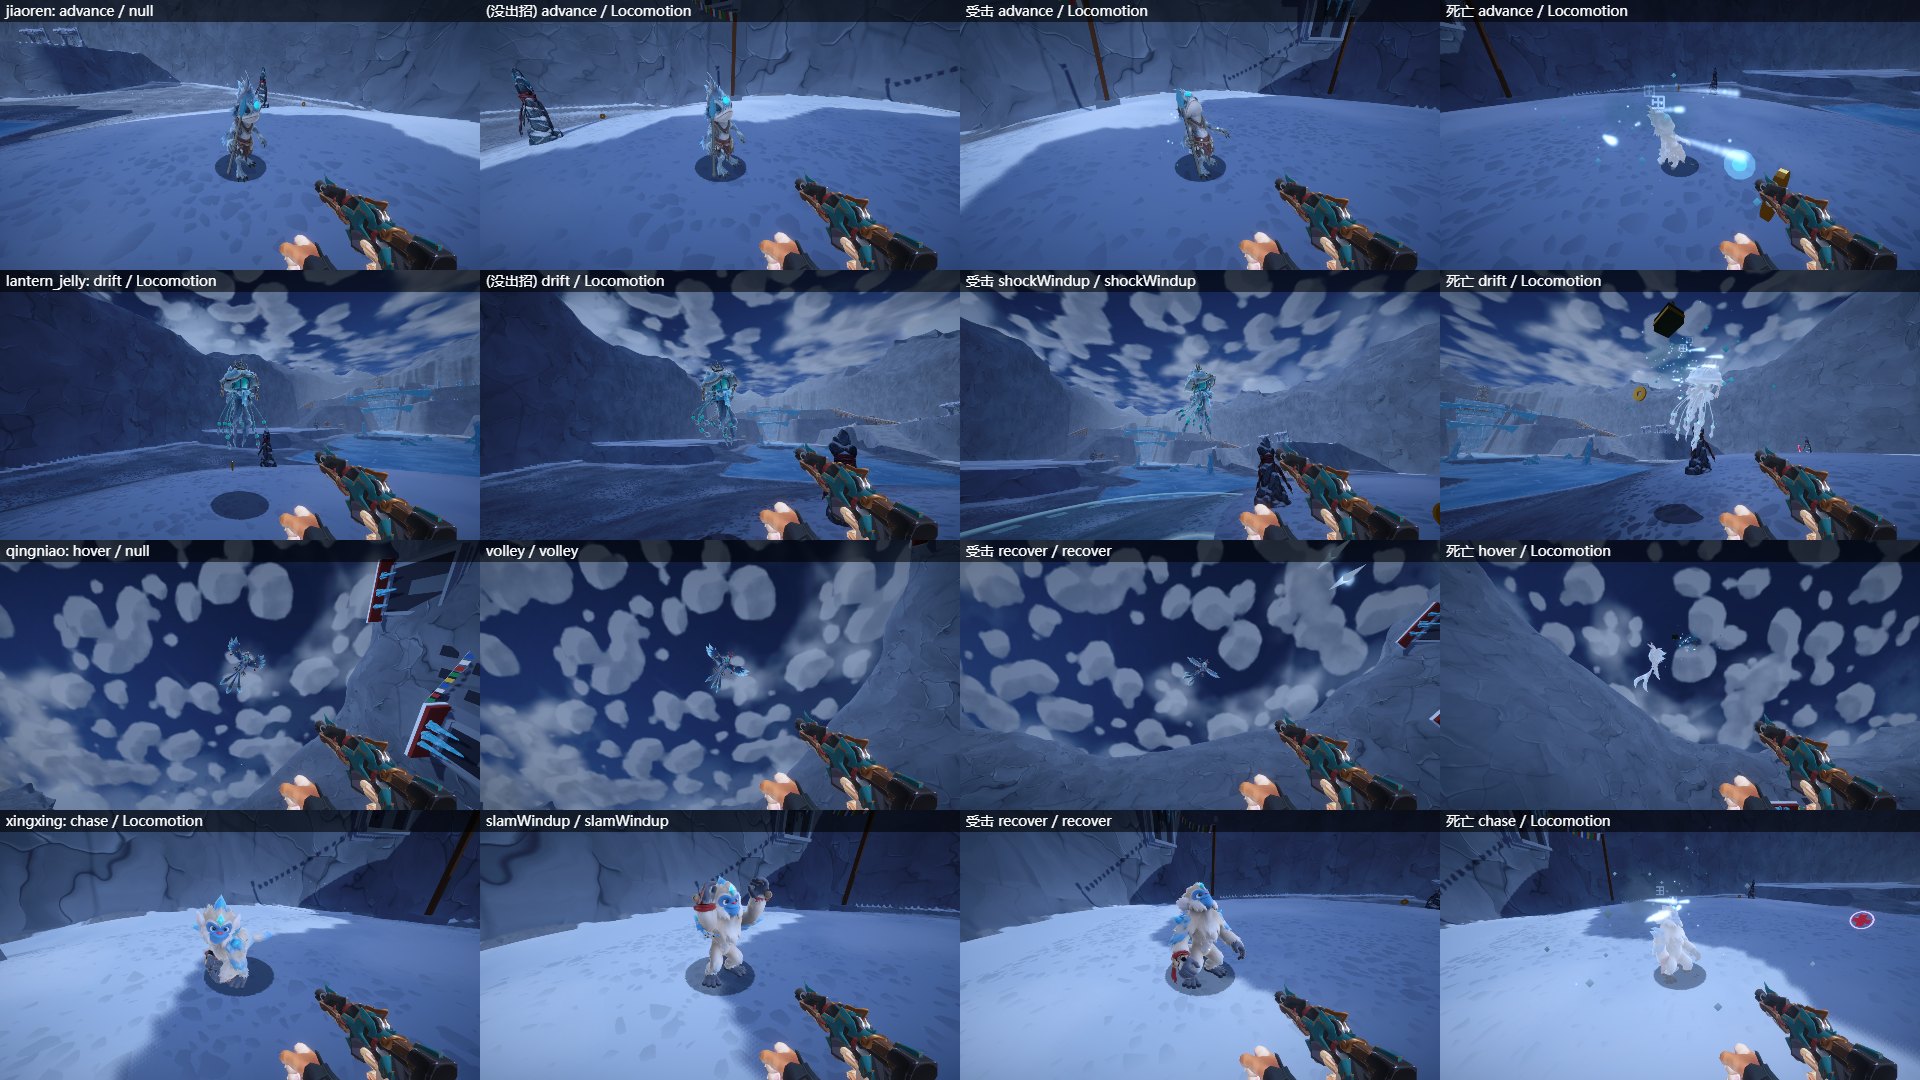 jiaoren: advance / null
(没出招) advance / Locomotion
受击 advance / Locomotion
死亡 advance / Locomotion
lantern_jelly: drift / Locomotion
(没出招) drift / Locomotion
受击 shockWindup / shockWindup
死亡 drift / Locomotion
qingniao: hover / null
volley / volley
受击 recover / recover
死亡 hover / Locomotion
xingxing: chase / Locomotion
slamWindup / slamWindup
受击 recover / recover
死亡 chase / Locomotion